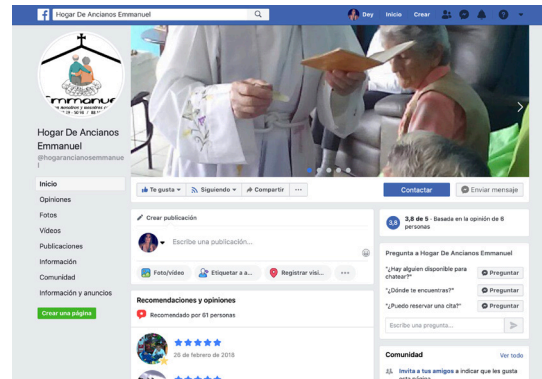 Hogar De Ancianos Emmanuel
Dey
Inicio
Crear
Emmanuel
Hogar De Ancianos
Emmanuel
@hogarancianosemmanue
l
Inicio
Opiniones
Fotos
Vídeos
Publicaciones
Información
Comunidad
Información y anuncios
Crear una página
Te gusta
Siguiendo
Compartir
Contactar
Enviar mensaje
Crear publicación
Escribe una publicación...
Foto/vídeo
Etiquetar a a...
Registrar visi...
Recomendaciones y opiniones
Recomendado por 61 personas
26 de febrero de 2018
3,8
3,8 de 5 · Basada en la opinión de 6
personas
Pregunta a Hogar De Ancianos Emmanuel
"¿Hay alguien disponible para
chatear?"
Preguntar
"¿Dónde te encuentras?"
Preguntar
"¿Puedo reservar una cita?"
Preguntar
Escribe una pregunta...
Comunidad
Ver todo
Invita a tus amigos a indicar que les gusta
esta página